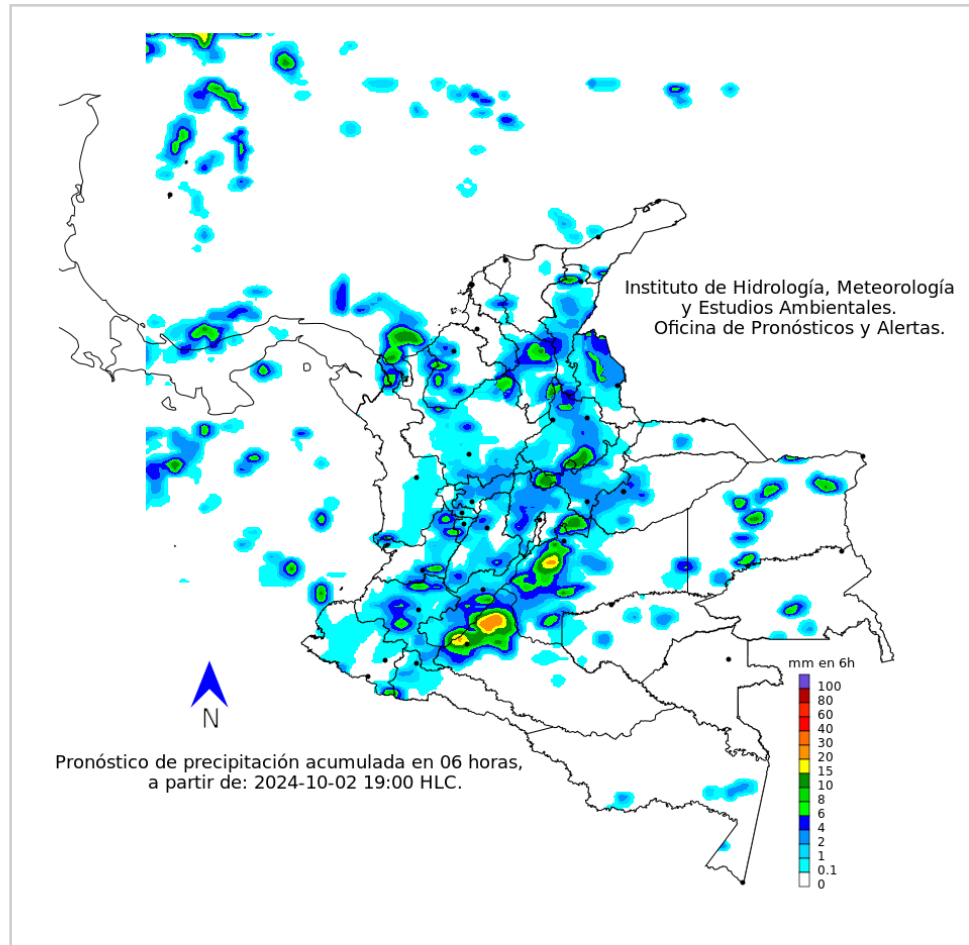 Instituto de Hidrología, Meteorología
y Estudios Ambientales.
Oficina de Pronósticos y Alertas.
mm en 6h
100
80
60
40
30
20
15
10
8
6
4
2
1
0.1
0
N
Pronóstico de precipitación acumulada en 06 horas,
a partir de: 2024-10-02 19:00 HLC.